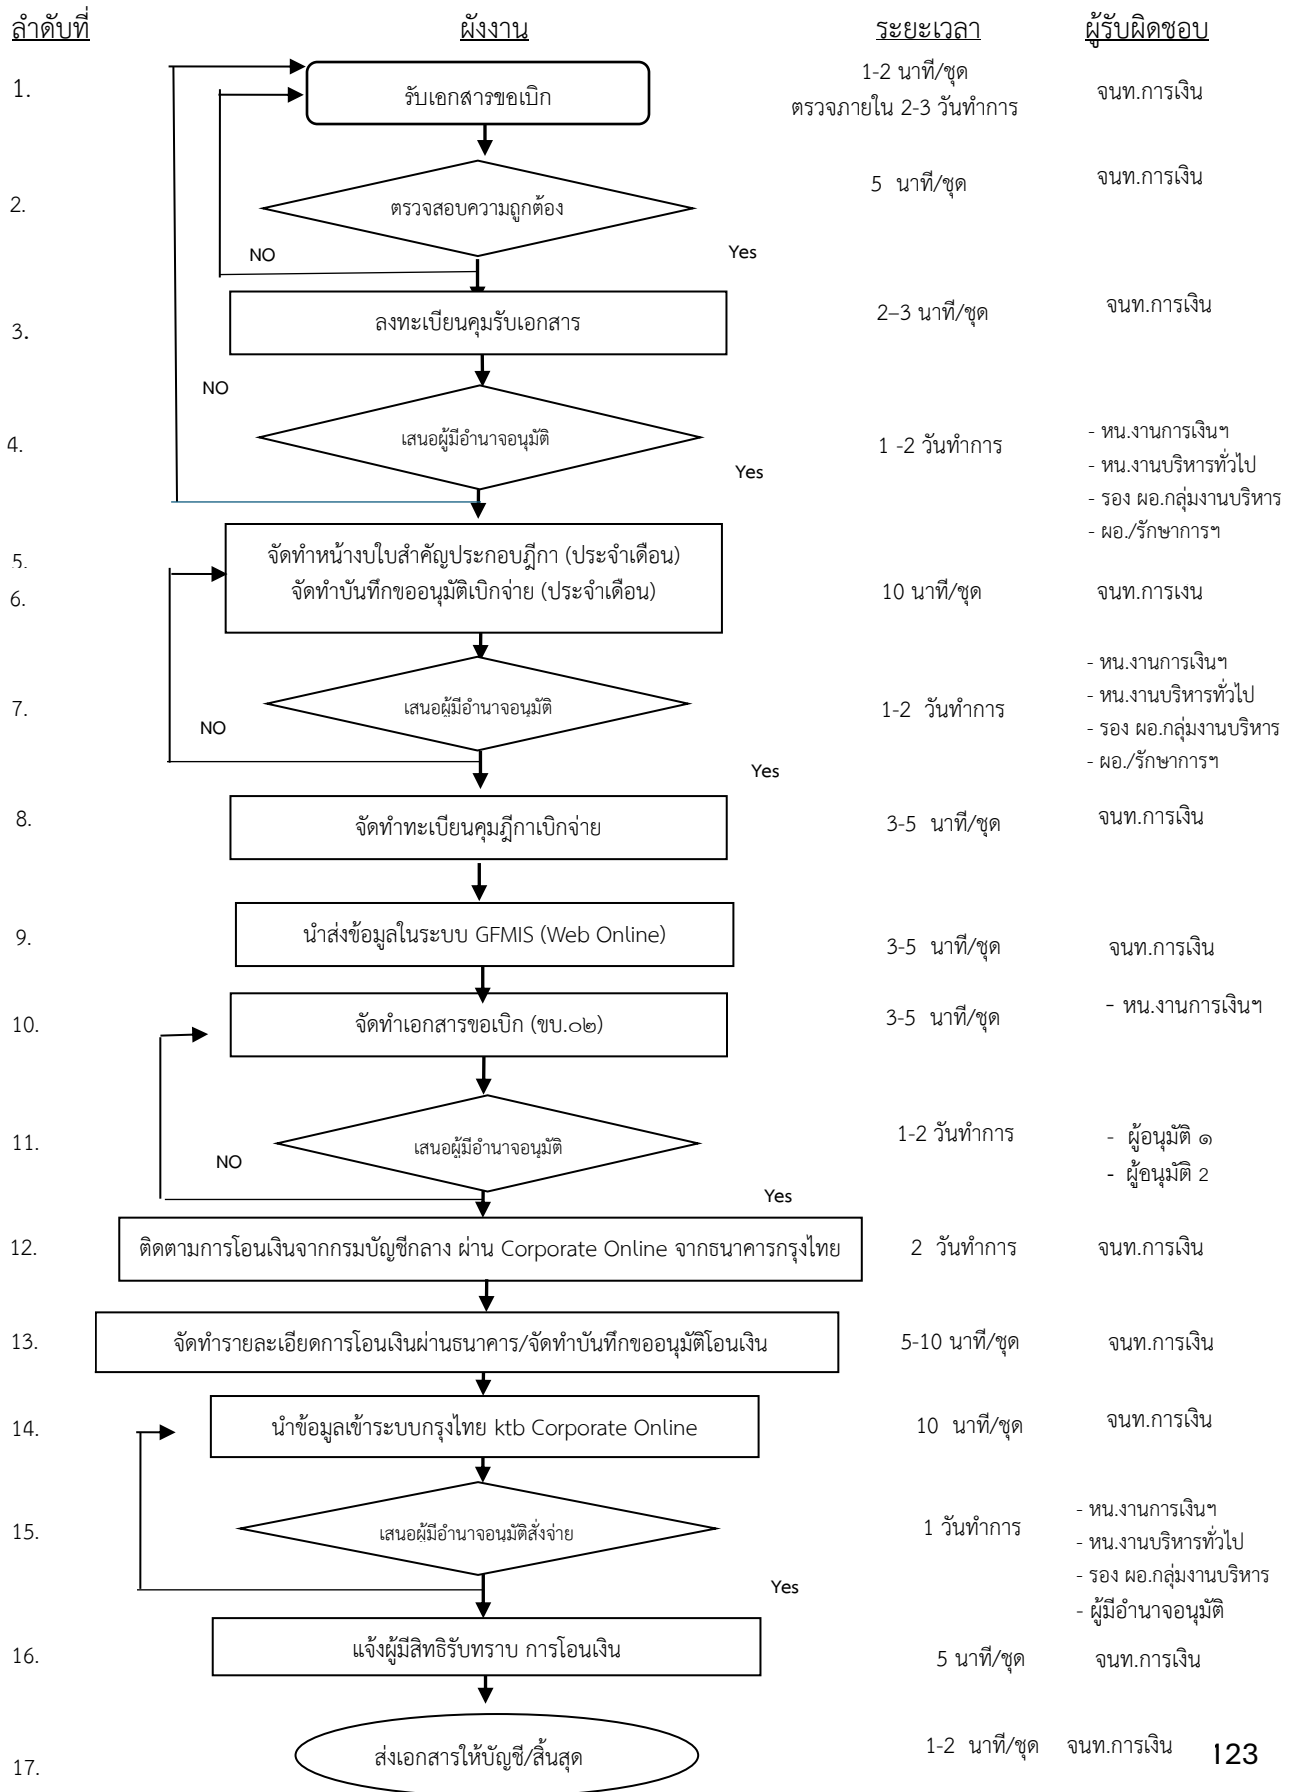 ลำดับที่ ผังงาน ระยะเวลา ผู้รับผิดชอบ
1. รับเอกสารขอเบิก 1-2 นาที/ชุด จนท.การเงิน
ตรวจภายใน 2-3 วันทำการ
2. ตรวจสอบความถูกต้อง 5 นาที/ชุด จนท.การเงิน
NO Yes
3. ลงทะเบียนคุมรับเอกสาร 2–3 นาที/ชุด จนท.การเงิน
NO
4. เสนอผู้มีอำนาจอนุมัติ 1 -2 วันทำการ - หน.งานการเงินฯ
- หน.งานบริหารทั่วไป
Yes
- รอง ผอ.กลุ่มงานบริหาร
- ผอ./รักษาการฯ
5. จัดทำหน้างบใบสำคัญประกอบฎีกา (ประจำเดือน)
6. จัดทำบันทึกขออนุมัติเบิกจ่าย (ประจำเดือน) 10 นาที/ชุด จนท.การเงน
- หน.งานการเงินฯ
- หน.งานบริหารทั่วไป
7. เสนอผู้มีอำนาจอนุมัติ 1-2 วันทำการ
NO - รอง ผอ.กลุ่มงานบริหาร
- ผอ./รักษาการฯ
Yes
8. จัดทำทะเบียนคุมฎีกาเบิกจ่าย 3-5 นาที/ชุด จนท.การเงิน
9. นำส่งข้อมูลในระบบ GFMIS (Web Online) 3-5 นาที/ชุด จนท.การเงิน
10. จัดทำเอกสารขอเบิก (ขบ.๐๒) 3-5 นาที/ชุด - หน.งานการเงินฯ
11. เสนอผู้มีอำนาจอนุมัติ 1-2 วันทำการ - ผู้อนุมัติ ๑
NO - ผู้อนุมัติ 2
Yes
12. ติดตามการโอนเงินจากกรมบัญชีกลาง ผ่าน Corporate Online จากธนาคารกรุงไทย 2 วันทำการ จนท.การเงิน
13. จัดทำรายละเอียดการโอนเงินผ่านธนาคาร/จัดทำบันทึกขออนุมัติโอนเงิน 5-10 นาที/ชุด จนท.การเงิน
14. นำข้อมูลเข้าระบบกรุงไทย ktb Corporate Online 10 นาที/ชุด จนท.การเงิน
15. เสนอผู้มีอำนาจอนุมัติสั่งจ่าย 1 วันทำการ - หน.งานการเงินฯ
- หน.งานบริหารทั่วไป
- รอง ผอ.กลุ่มงานบริหาร
Yes
- ผู้มีอำนาจอนุมัติ
16. แจ้งผู้มีสิทธิรับทราบ การโอนเงิน 5 นาที/ชุด จนท.การเงิน
17. ส่งเอกสารให้บัญชี/สิ้นสุด 1-2 นาที/ชุด จนท.การเงิน 123